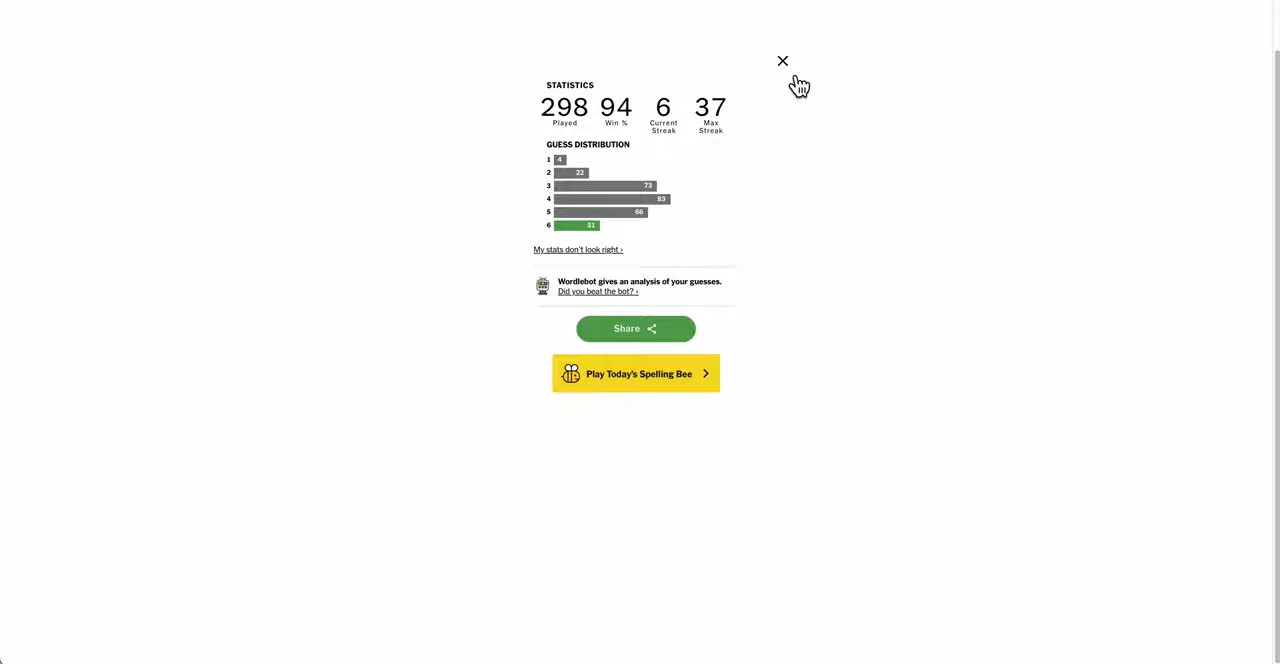 STATISTICS
298 94 6 37
Played Win % Current Streak Max Streak
GUESS DISTRIBUTION
1 4
2 22
3 73
4 83
5 66
6 31
My stats don't look right ›
Wordlebot gives an analysis of your guesses.
Did you beat the bot? ›
Share
Play Today's Spelling Bee